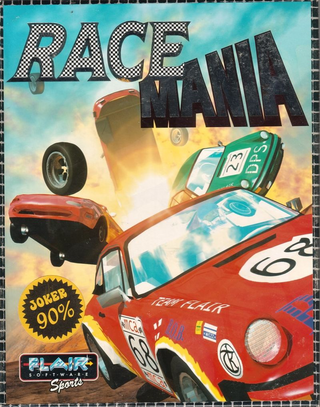 RACE
MANIA
23
DPS
68
JOKER
90%
TEAM FLAIR
68
FLAIR
SOFTWARE
Sports